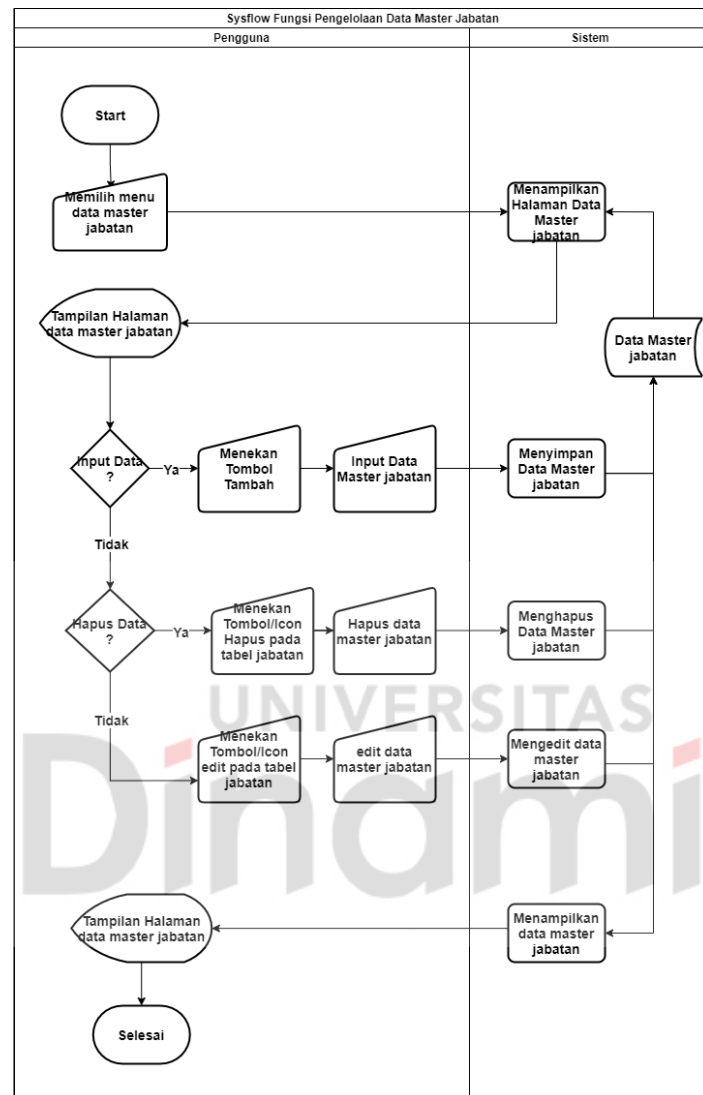 Sysflow Fungsi Pengelolaan Data Master Jabatan
Pengguna
Sistem
Start
Memilih menu
data master
jabatan
Menampilkan
Halaman Data
Master
jabatan
Tampilan Halaman
data master jabatan
Data Master
jabatan
Input Data
?
Ya
Menekan
Tombol
Tambah
Input Data
Master jabatan
Menyimpan
Data Master
jabatan
Tidak
Hapus Data
?
Ya
Menekan
Tombol/Icon
Hapus pada
tabel jabatan
Hapus data
master jabatan
Menghapus
Data Master
jabatan
Tidak
Menekan
Tombol/Icon
edit pada tabel
jabatan
edit data
master jabatan
Mengedit data
master
jabatan
UNIVERSITAS
Dinami
Tampilan Halaman
data master jabatan
Menampilkan
data master
jabatan
Selesai